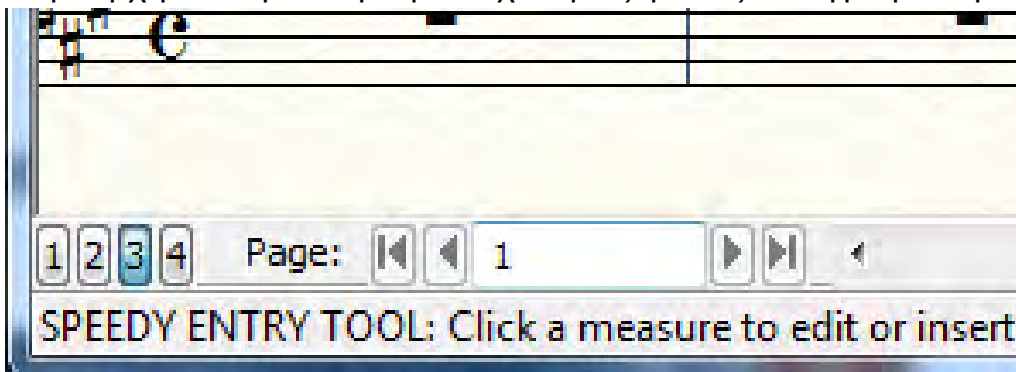 1 2 3 4 Page: 1
SPEEDY ENTRY TOOL: Click a measure to edit or insert